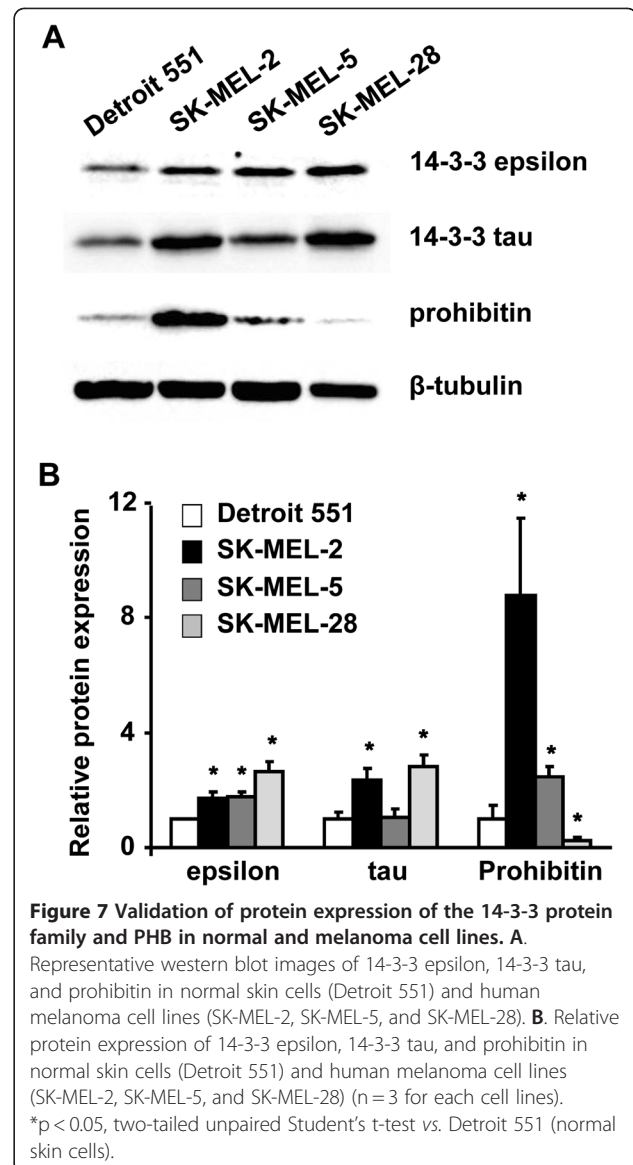 A
Detroit 551
SK-MEL-2
SK-MEL-5
SK-MEL-28
14-3-3 epsilon
14-3-3 tau
prohibitin
β-tubulin
B
12
8
4
0
Relative protein expression
Detroit 551
SK-MEL-2
SK-MEL-5
SK-MEL-28
* * *
* *
* * *
epsilon tau Prohibitin
Figure 7 Validation of protein expression of the 14-3-3 protein
family and PHB in normal and melanoma cell lines. A.
Representative western blot images of 14-3-3 epsilon, 14-3-3 tau,
and prohibitin in normal skin cells (Detroit 551) and human
melanoma cell lines (SK-MEL-2, SK-MEL-5, and SK-MEL-28). B. Relative
protein expression of 14-3-3 epsilon, 14-3-3 tau, and prohibitin in
normal skin cells (Detroit 551) and human melanoma cell lines
(SK-MEL-2, SK-MEL-5, and SK-MEL-28) (n = 3 for each cell lines).
*p < 0.05, two-tailed unpaired Student's t-test vs. Detroit 551 (normal
skin cells).